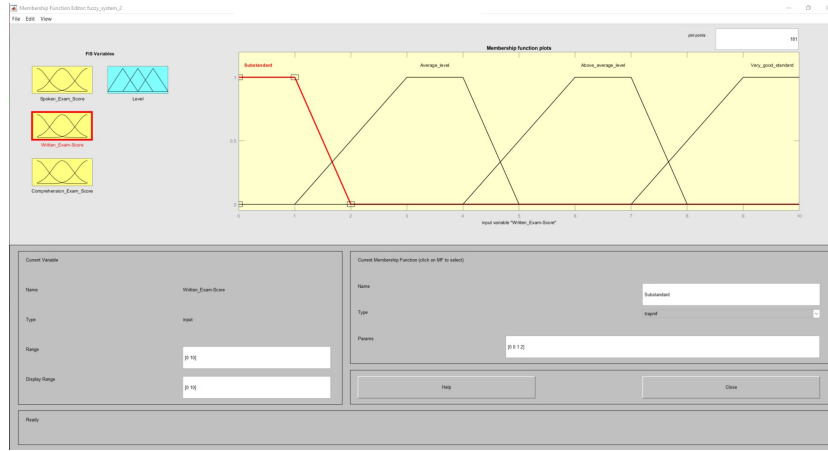 Membership Function Editor: fuzzy_system_2
File Edit View
FIS Variables
Membership function plots
plot points:
181
Spoken_Exam_Score
Level
Written_Exam-Score
Comprehension_Exam_Score
Substandard
Average_level
Above_average_level
Very_good_standard
1
0.5
0
0 1 2 3 4 5 6 7 8 9 10
input variable "Written_Exam-Score"
Current Variable
Name
Written_Exam-Score
Type
input
Range
[0 10]
Display Range
[0 10]
Current Membership Function (click on MF to select)
Name
Substandard
Type
trapmf
Params
[0 0 1 2]
Help
Close
Ready